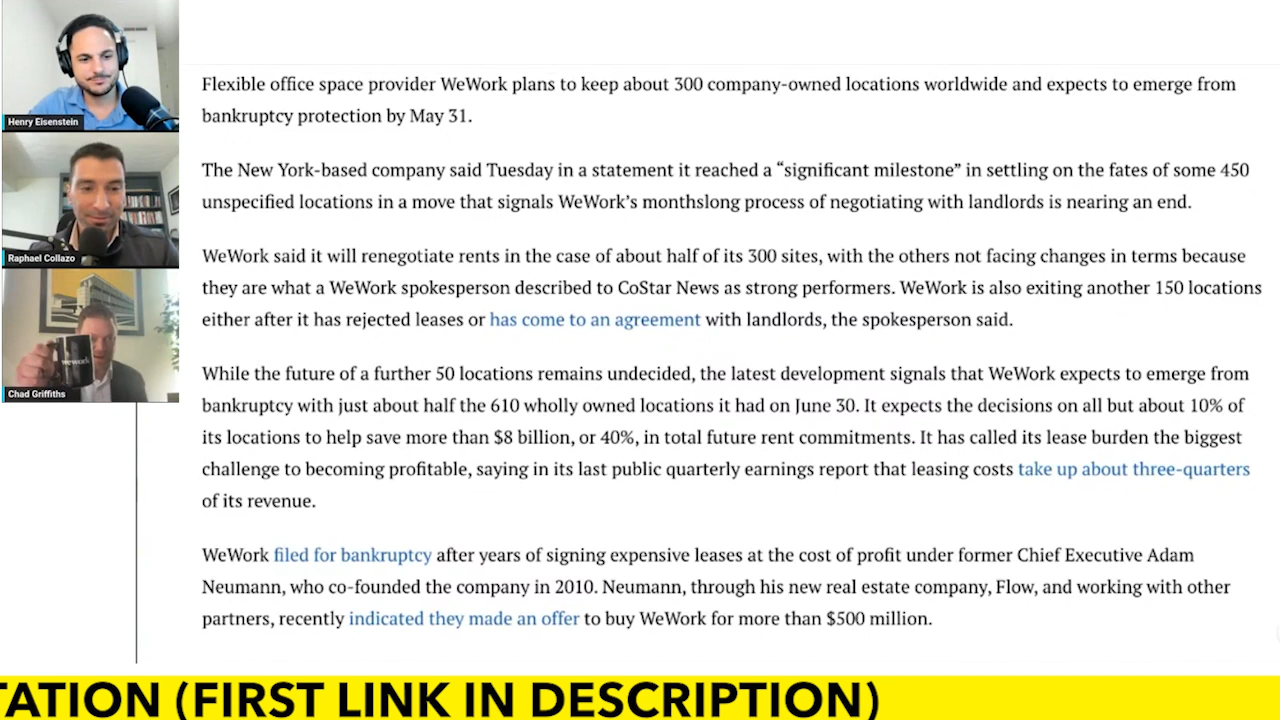 Henry Eisenstein
Raphael Collazo
wework
Chad Griffiths
Flexible office space provider WeWork plans to keep about 300 company-owned locations worldwide and expects to emerge from
bankruptcy protection by May 31.
The New York-based company said Tuesday in a statement it reached a “significant milestone” in settling on the fates of some 450
unspecified locations in a move that signals WeWork’s monthslong process of negotiating with landlords is nearing an end.
WeWork said it will renegotiate rents in the case of about half of its 300 sites, with the others not facing changes in terms because
they are what a WeWork spokesperson described to CoStar News as strong performers. WeWork is also exiting another 150 locations
either after it has rejected leases or has come to an agreement with landlords, the spokesperson said.
While the future of a further 50 locations remains undecided, the latest development signals that WeWork expects to emerge from
bankruptcy with just about half the 610 wholly owned locations it had on June 30. It expects the decisions on all but about 10% of
its locations to help save more than $8 billion, or 40%, in total future rent commitments. It has called its lease burden the biggest
challenge to becoming profitable, saying in its last public quarterly earnings report that leasing costs take up about three-quarters
of its revenue.
WeWork filed for bankruptcy after years of signing expensive leases at the cost of profit under former Chief Executive Adam
Neumann, who co-founded the company in 2010. Neumann, through his new real estate company, Flow, and working with other
partners, recently indicated they made an offer to buy WeWork for more than $500 million.
TATION (FIRST LINK IN DESCRIPTION)